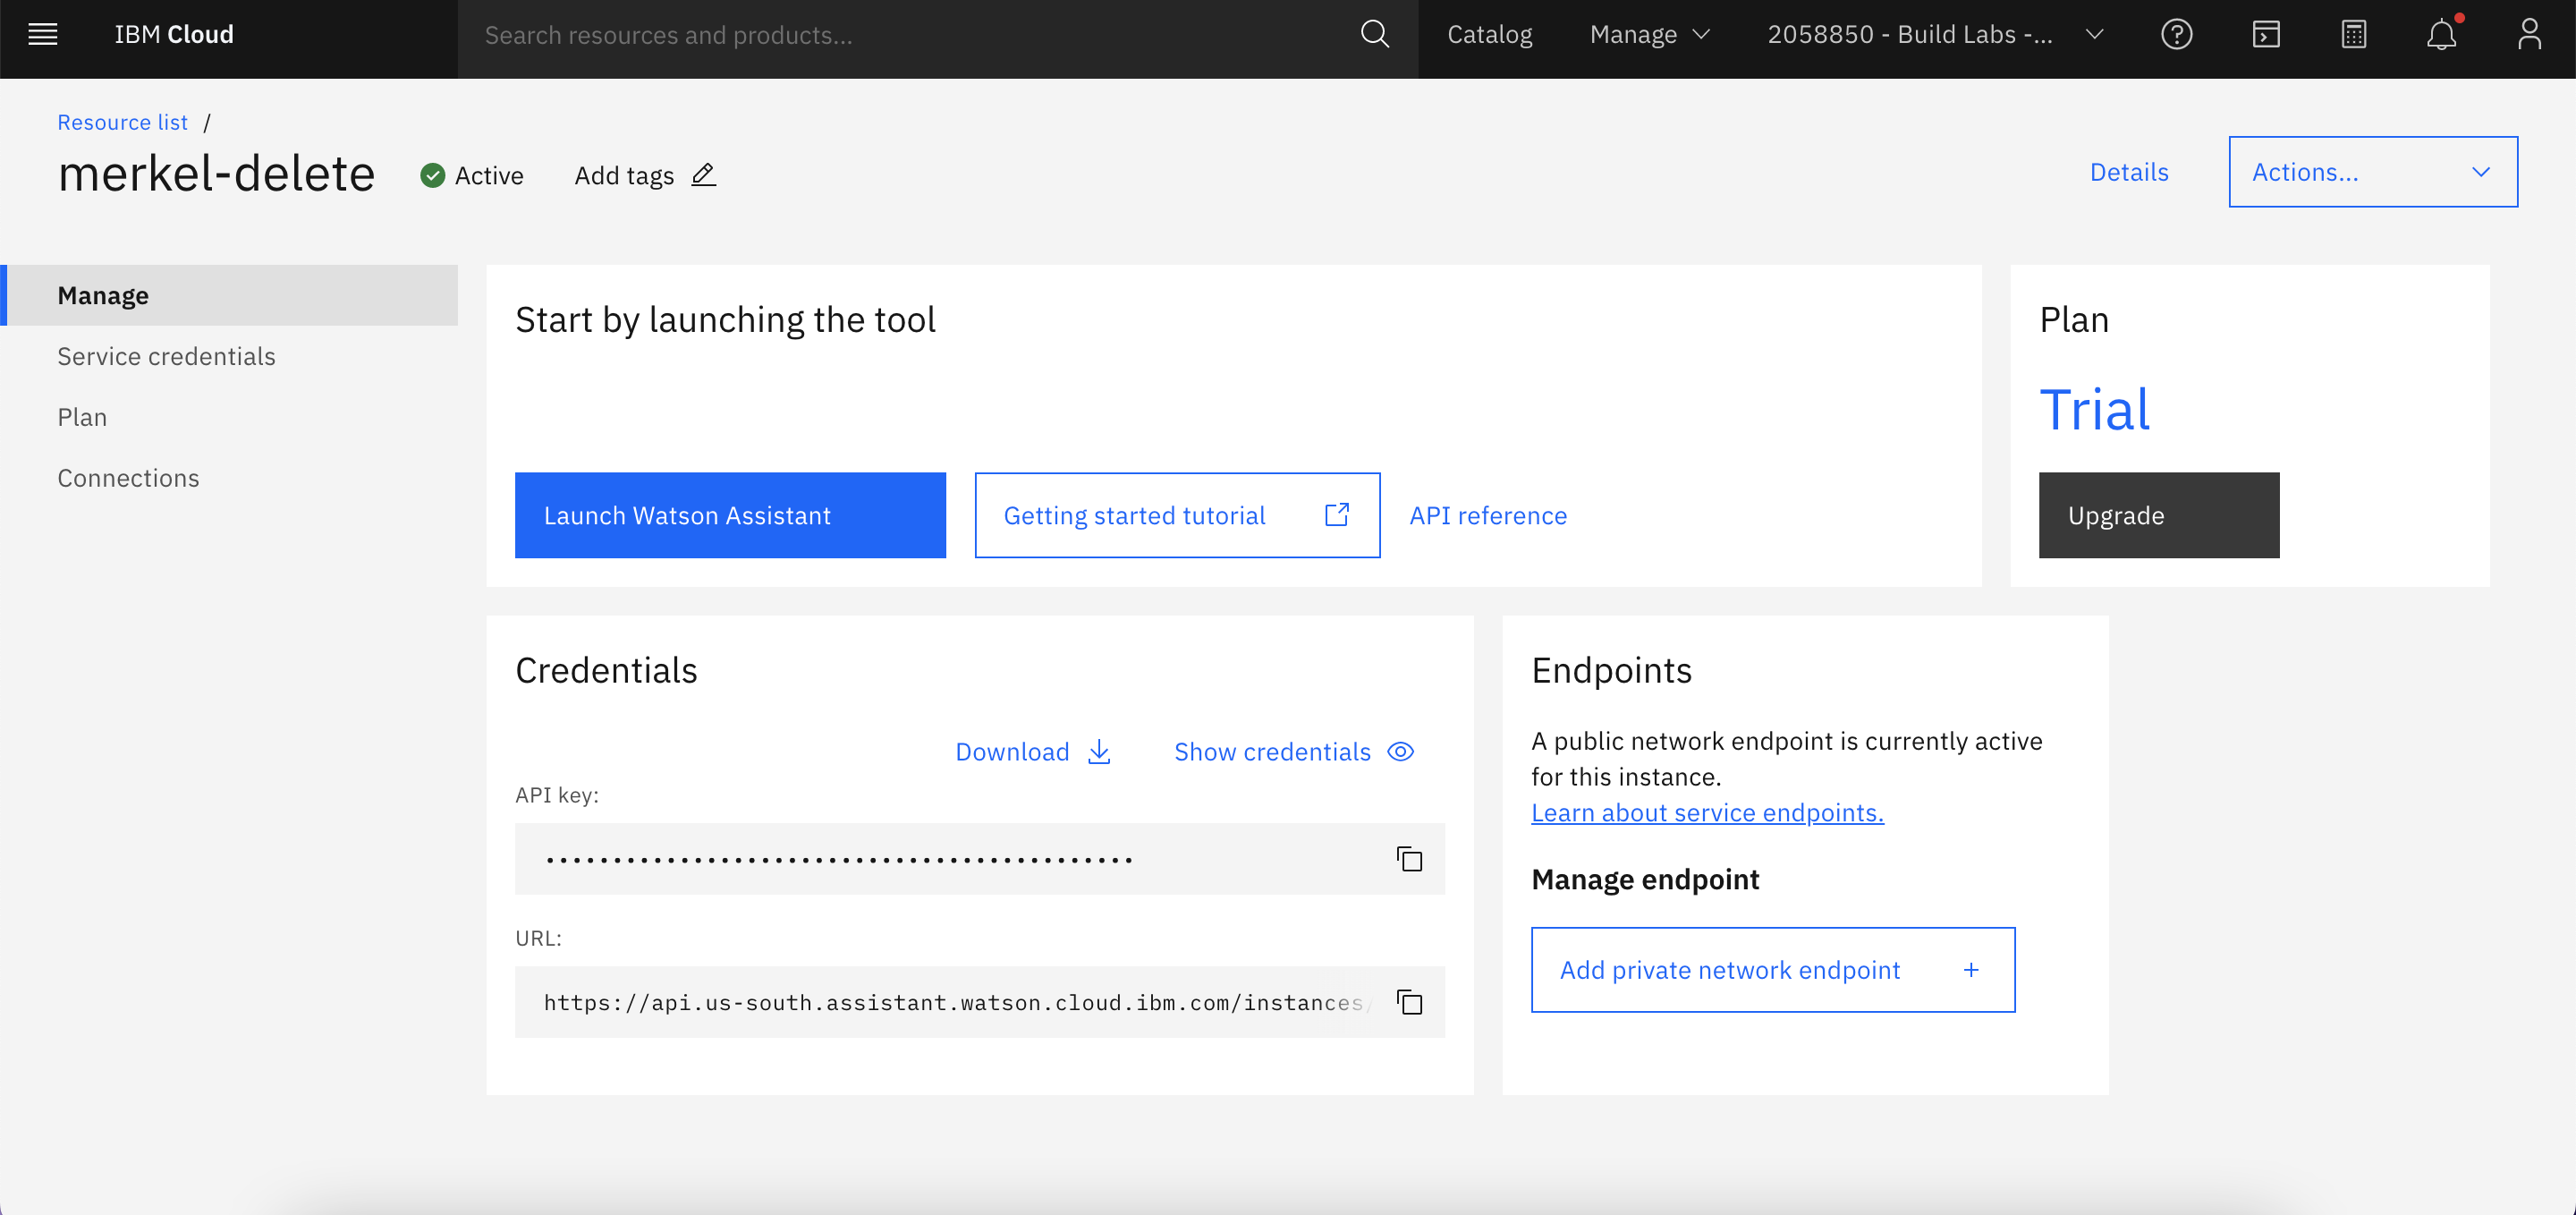 IBM Cloud
Search resources and products...
Catalog
Manage
2058850 - Build Labs -...
Resource list /
merkel-delete
Active
Add tags
Details
Actions...
Manage
Service credentials
Plan
Connections
Start by launching the tool
Launch Watson Assistant
Getting started tutorial
API reference
Plan
Trial
Upgrade
Credentials
Download
Show credentials
API key:
••••••••••••••••••••••••••••••••••••••••••••
URL:
https://api.us-south.assistant.watson.cloud.ibm.com/instances/
Endpoints
A public network endpoint is currently active
for this instance.
Learn about service endpoints.
Manage endpoint
Add private network endpoint +